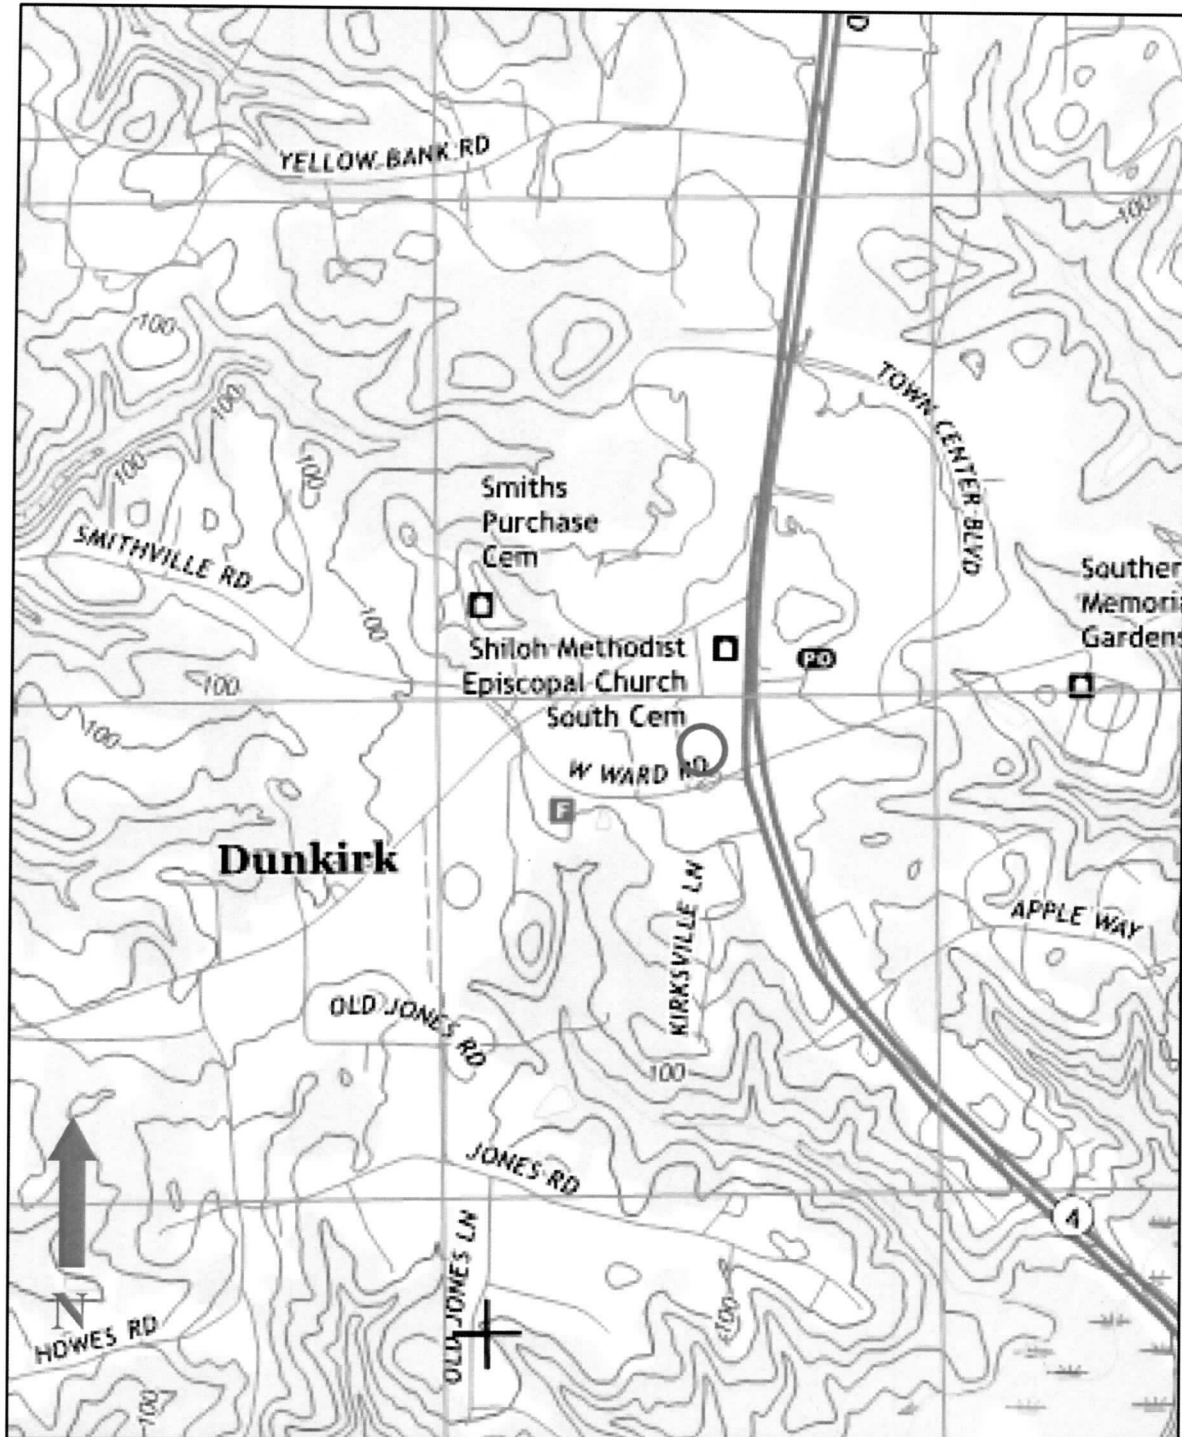 D
YELLOW BANK RD
100
100
TOWN CENTER BLVD
100
100
100
Smiths
Purchase
Cem
SMITHVILLE RD
Souther
Memoria
Gardens
100
Shiloh Methodist
Episcopal Church
South Cem
PO
100
100
W WARD RD
F
Dunkirk
KIRKSVILLE LN
APPLE WAY
OLD JONES RD
100
JONES RD
4
OLD JONES LN
N
HOWES RD
100
100